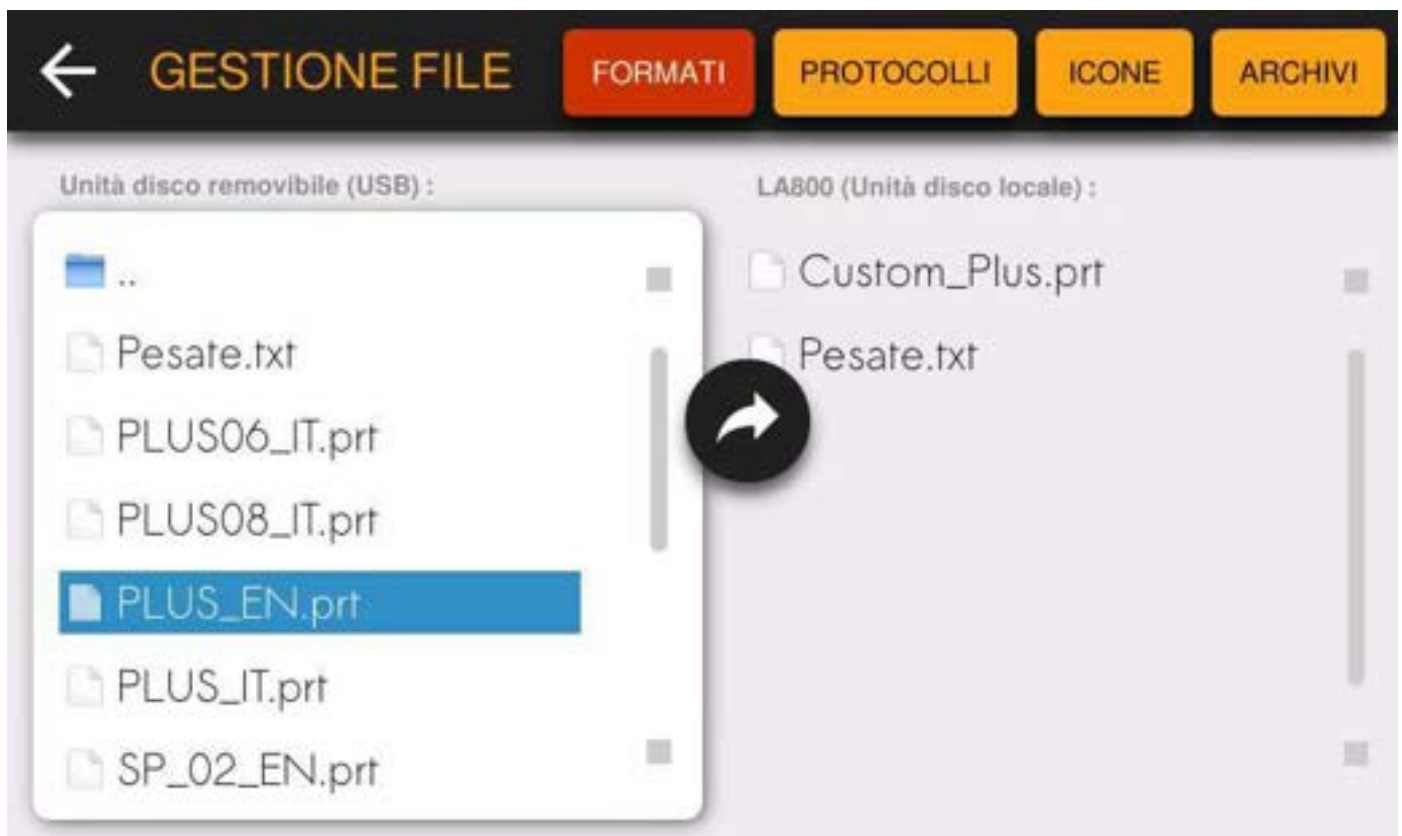 GESTIONE FILE FORMATI PROTOCOLLI ICONE ARCHIVI
Unità disco removibile (USB) :
..
Pesate.txt
PLUS06_IT.prt
PLUS08_IT.prt
PLUS_EN.prt
PLUS_IT.prt
SP_02_EN.prt
LA800 (Unità disco locale) :
Custom_Plus.prt
Pesate.txt